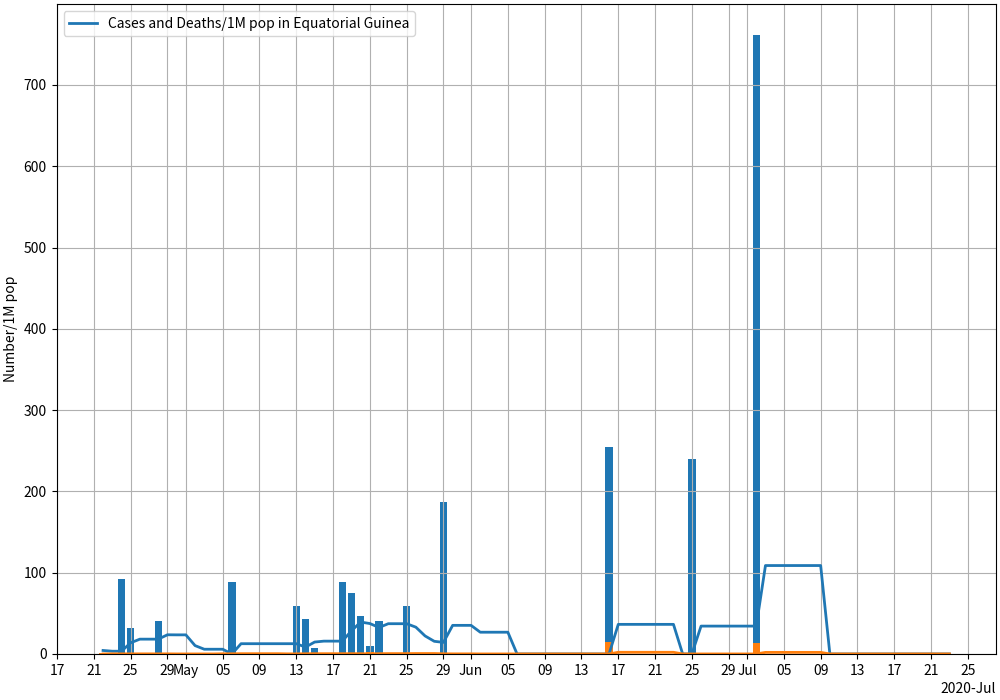 Cases and Deaths/1M pop in Equatorial Guinea
700
600
500
400
300
200
100
0
Number/1M pop
17 21 25 29 May 05 09 13 17 21 25 29 Jun 05 09 13 17 21 25 29 Jul 05 09 13 17 21 25
2020-Jul